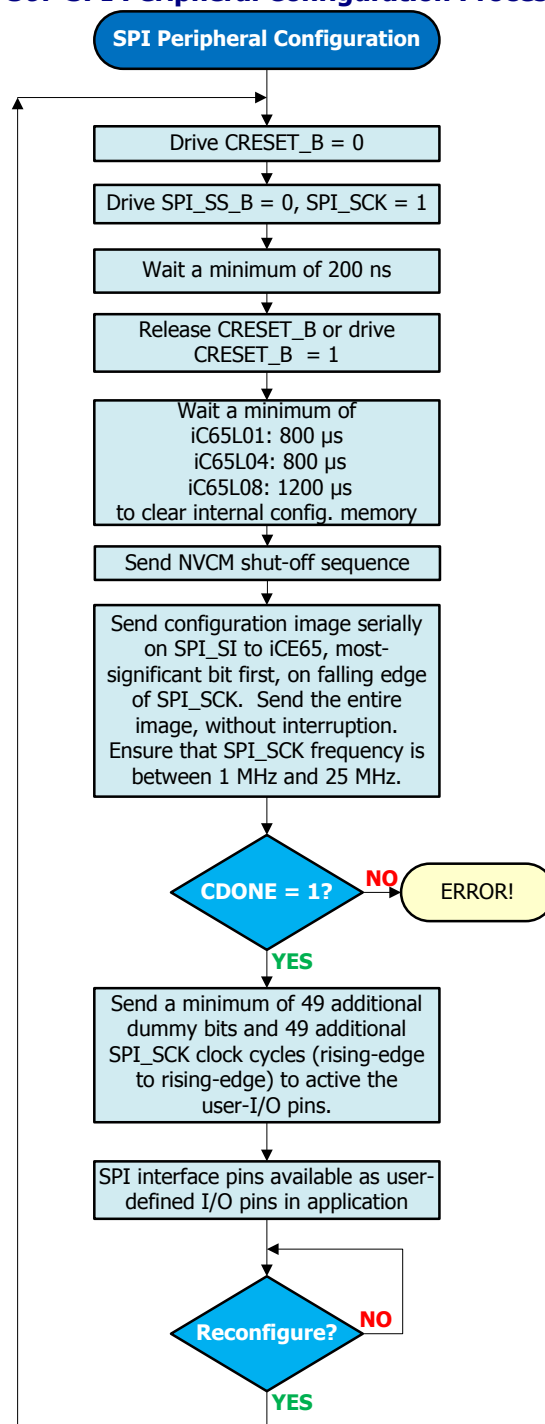 SPI Peripheral Configuration
Drive CRESET_B = 0
Drive SPI_SS_B = 0, SPI_SCK = 1
Wait a minimum of 200 ns
Release CRESET_B or drive
CRESET_B = 1
Wait a minimum of
iC65L01: 800 µs
iC65L04: 800 µs
iC65L08: 1200 µs
to clear internal config. memory
Send NVCM shut-off sequence
Send configuration image serially
on SPI_SI to iCE65, most-
significant bit first, on falling edge
of SPI_SCK. Send the entire
image, without interruption.
Ensure that SPI_SCK frequency is
between 1 MHz and 25 MHz.
CDONE = 1?
NO
ERROR!
YES
Send a minimum of 49 additional
dummy bits and 49 additional
SPI_SCK clock cycles (rising-edge
to rising-edge) to active the
user-I/O pins.
SPI interface pins available as user-
defined I/O pins in application
Reconfigure?
NO
YES